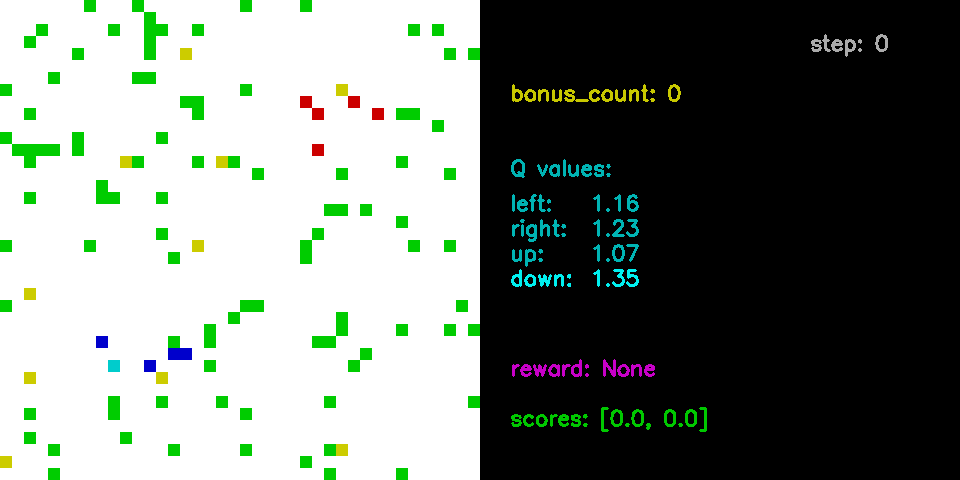 step: 0
bonus_count: 0
Q values:
left: 1.16
right: 1.23
up: 1.07
down: 1.35
reward: None
scores: [0.0, 0.0]